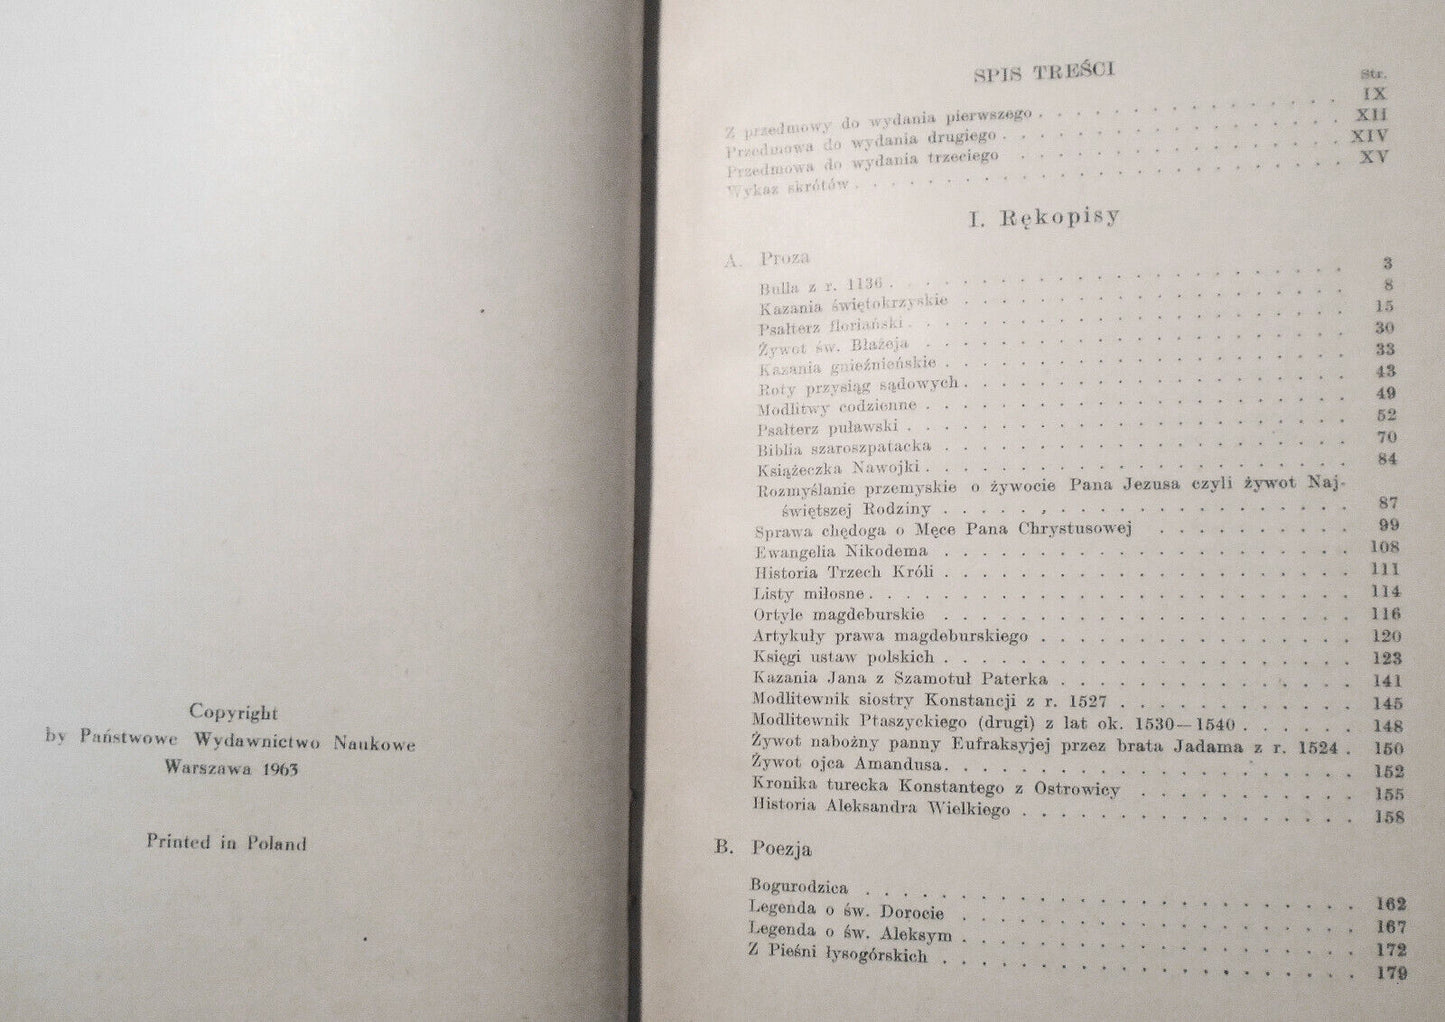 Copyright
by Państwowe Wydawnictwo Naukowe
Warszawa 1963
Printed in Poland
SPIS TREŚCI
Str.
Z przedmowy do wydania pierwszego . . . . . . . . . . . . . . . IX
Przedmowa do wydania drugiego . . . . . . . . . . . . . . . . XII
Przedmowa do wydania trzeciego . . . . . . . . . . . . . . . . XIV
Wykaz skrótów . . . . . . . . . . . . . . . . . . . . . . . . XV
I. Rękopisy
A. Proza
Bulla z r. 1136 . . . . . . . . . . . . . . . . . . . . . . . 3
Kazania świętokrzyskie . . . . . . . . . . . . . . . . . . . . 8
Psałterz floriański . . . . . . . . . . . . . . . . . . . . . . 15
Żywot św. Błażeja . . . . . . . . . . . . . . . . . . . . . . 30
Kazania gnieźnieńskie . . . . . . . . . . . . . . . . . . . . . 33
Roty przysiąg sądowych . . . . . . . . . . . . . . . . . . . . 43
Modlitwy codzienne . . . . . . . . . . . . . . . . . . . . . . 49
Psałterz puławski . . . . . . . . . . . . . . . . . . . . . . . 52
Biblia szaroszpatacka . . . . . . . . . . . . . . . . . . . . . 70
Książeczka Nawojki . . . . . . . . . . . . . . . . . . . . . . 84
Rozmyślanie przemyskie o żywocie Pana Jezusa czyli żywot Naj-
świętszej Rodziny . . . . . . . . . . . . . . . . . . . . . 87
Sprawa chędoga o Męce Pana Chrystusowej . . . . . . . . . . 99
Ewangelia Nikodema . . . . . . . . . . . . . . . . . . . . . 108
Historia Trzech Króli . . . . . . . . . . . . . . . . . . . . . 111
Listy miłosne . . . . . . . . . . . . . . . . . . . . . . . . . 114
Ortyle magdeburskie . . . . . . . . . . . . . . . . . . . . . 116
Artykuły prawa magdeburskiego . . . . . . . . . . . . . . . . 120
Księgi ustaw polskich . . . . . . . . . . . . . . . . . . . . . 123
Kazania Jana z Szamotuł Paterka . . . . . . . . . . . . . . . 141
Modlitewnik siostry Konstancji z r. 1527 . . . . . . . . . . . . 145
Modlitewnik Ptaszyckiego (drugi) z lat ok. 1530—1540 . . . . . . 148
Żywot nabożny panny Eufraksyjej przez brata Jadama z r. 1524 . 150
Żywot ojca Amandusa . . . . . . . . . . . . . . . . . . . . . 152
Kronika turecka Konstantego z Ostrowicy . . . . . . . . . . . 155
Historia Aleksandra Wielkiego . . . . . . . . . . . . . . . . . 158
B. Poezja
Bogurodzica . . . . . . . . . . . . . . . . . . . . . . . . . 162
Legenda o św. Dorocie . . . . . . . . . . . . . . . . . . . . 167
Legenda o św. Aleksym . . . . . . . . . . . . . . . . . . . . 172
Z Pieśni łysogórskich . . . . . . . . . . . . . . . . . . . . . 179